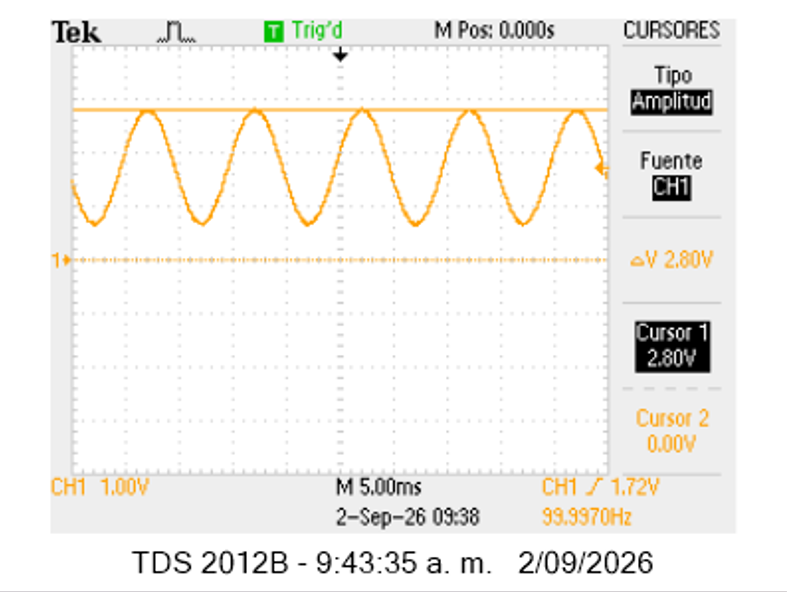 Tek T Trig'd M Pos: 0.000s CURSORES
Tipo
Amplitud
Fuente
CH1
1
△V 2.80V
Cursor 1
2.80V
Cursor 2
0.00V
CH1 1.00V M 5.00ms CH1 1.72V
2-Sep-26 09:38 99.9970Hz
TDS 2012B - 9:43:35 a. m. 2/09/2026